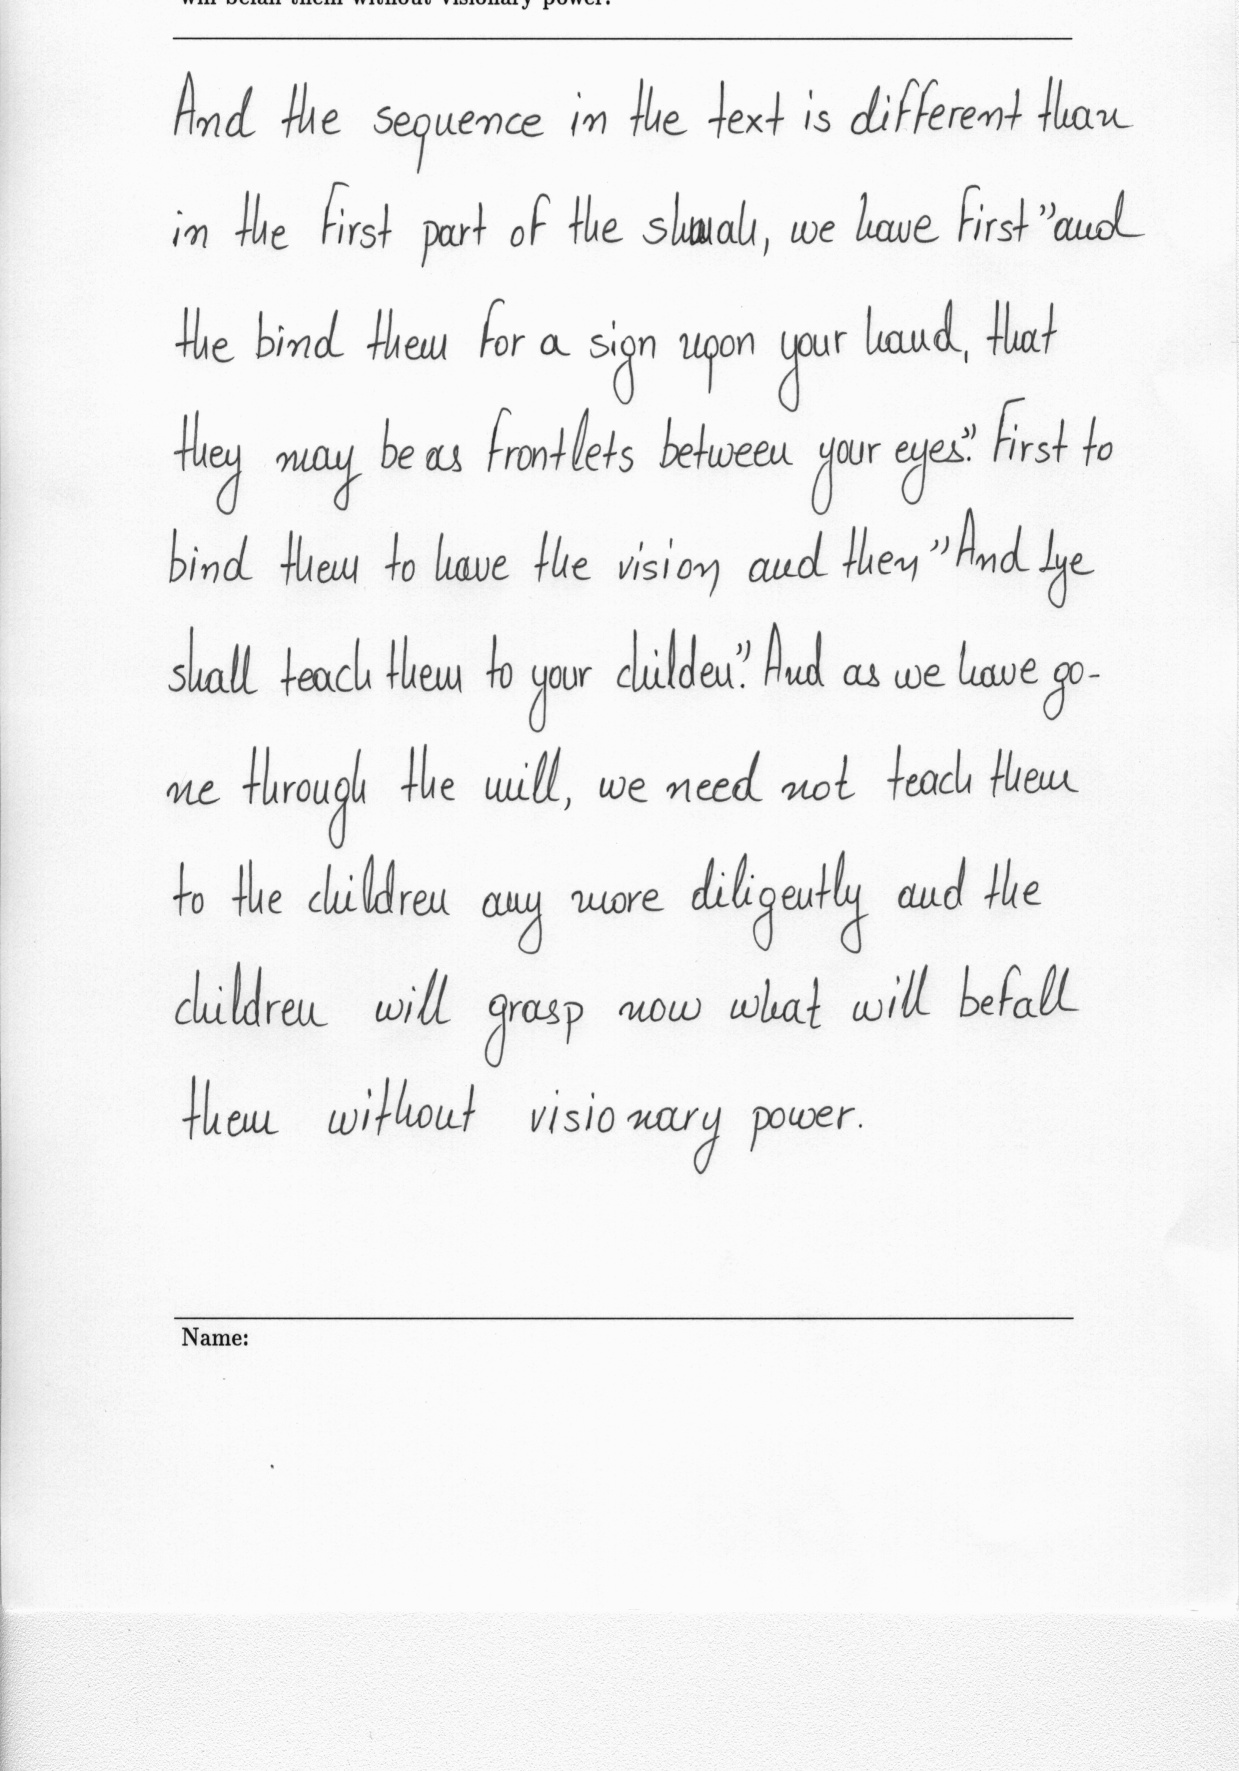 will befall them without visionary power.
And the sequence in the text is different than
in the first part of the shmah, we have first "and
the bind them for a sign upon your hand, that
they may be as frontlets between your eyes". First to
bind them to have the vision and then "And lye
shall teach them to your childen". And as we have go-
ne through the mill, we need not teach them
to the children any more diligently and the
children will grasp now what will befall
them without visionary power.
Name: